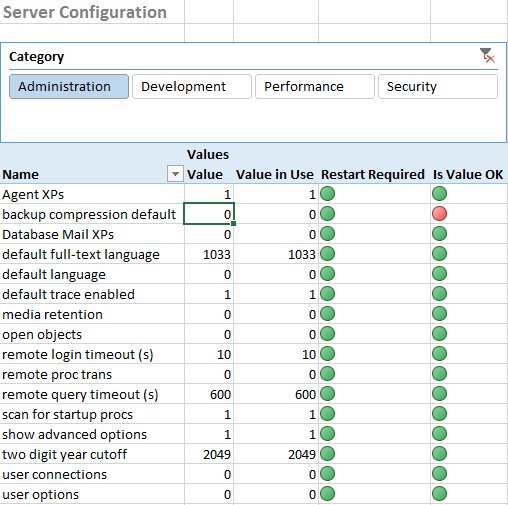 Server Configuration
Category
Administration Development Performance Security
Values
Name Value Value in Use Restart Required Is Value OK
Agent XPs 1 1
backup compression default 0 0
Database Mail XPs 0 0
default full-text language 1033 1033
default language 0 0
default trace enabled 1 1
media retention 0 0
open objects 0 0
remote login timeout (s) 10 10
remote proc trans 0 0
remote query timeout (s) 600 600
scan for startup procs 1 1
show advanced options 1 1
two digit year cutoff 2049 2049
user connections 0 0
user options 0 0